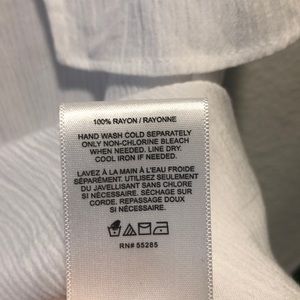 100% RAYON / RAYONNE
HAND WASH COLD SEPARATELY
ONLY NON-CHLORINE BLEACH
WHEN NEEDED. LINE DRY.
COOL IRON IF NEEDED.
LAVEZ À LA MAIN À L'EAU FROIDE
SÉPARÉMENT. UTILISEZ SEULEMENT
DU JAVELLISANT SANS CHLORE
SI NÉCESSAIRE. SÉCHAGE SUR
CORDE. REPASSAGE DOUX
SI NÉCESSAIRE.
RN# 55285